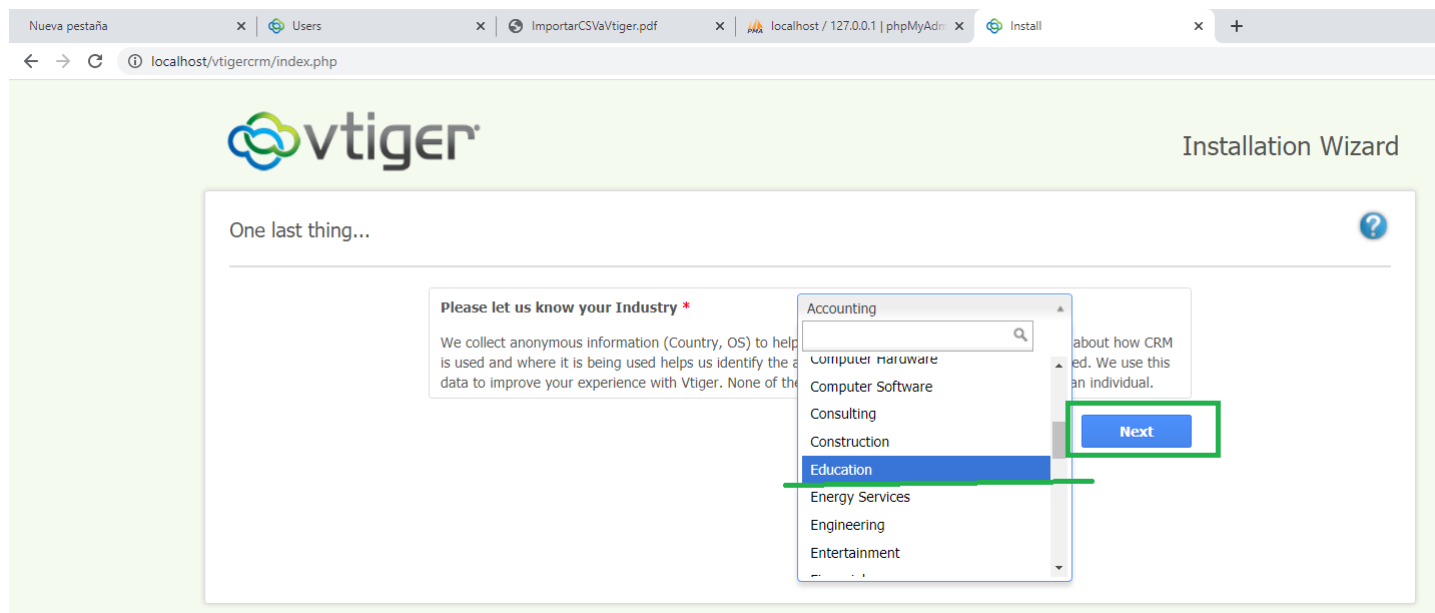 Nueva pestaña
Users
ImportarCSVaVtiger.pdf
localhost / 127.0.0.1 | phpMyAdm
Install
localhost/vtigercrm/index.php
vtiger
Installation Wizard
One last thing...
Please let us know your Industry *
Accounting
We collect anonymous information (Country, OS) to help about how CRM
is used and where it is being used helps us identify the a ed. We use this
data to improve your experience with Vtiger. None of the an individual.
Computer Hardware
Computer Software
Consulting
Construction
Education
Energy Services
Engineering
Entertainment
Next